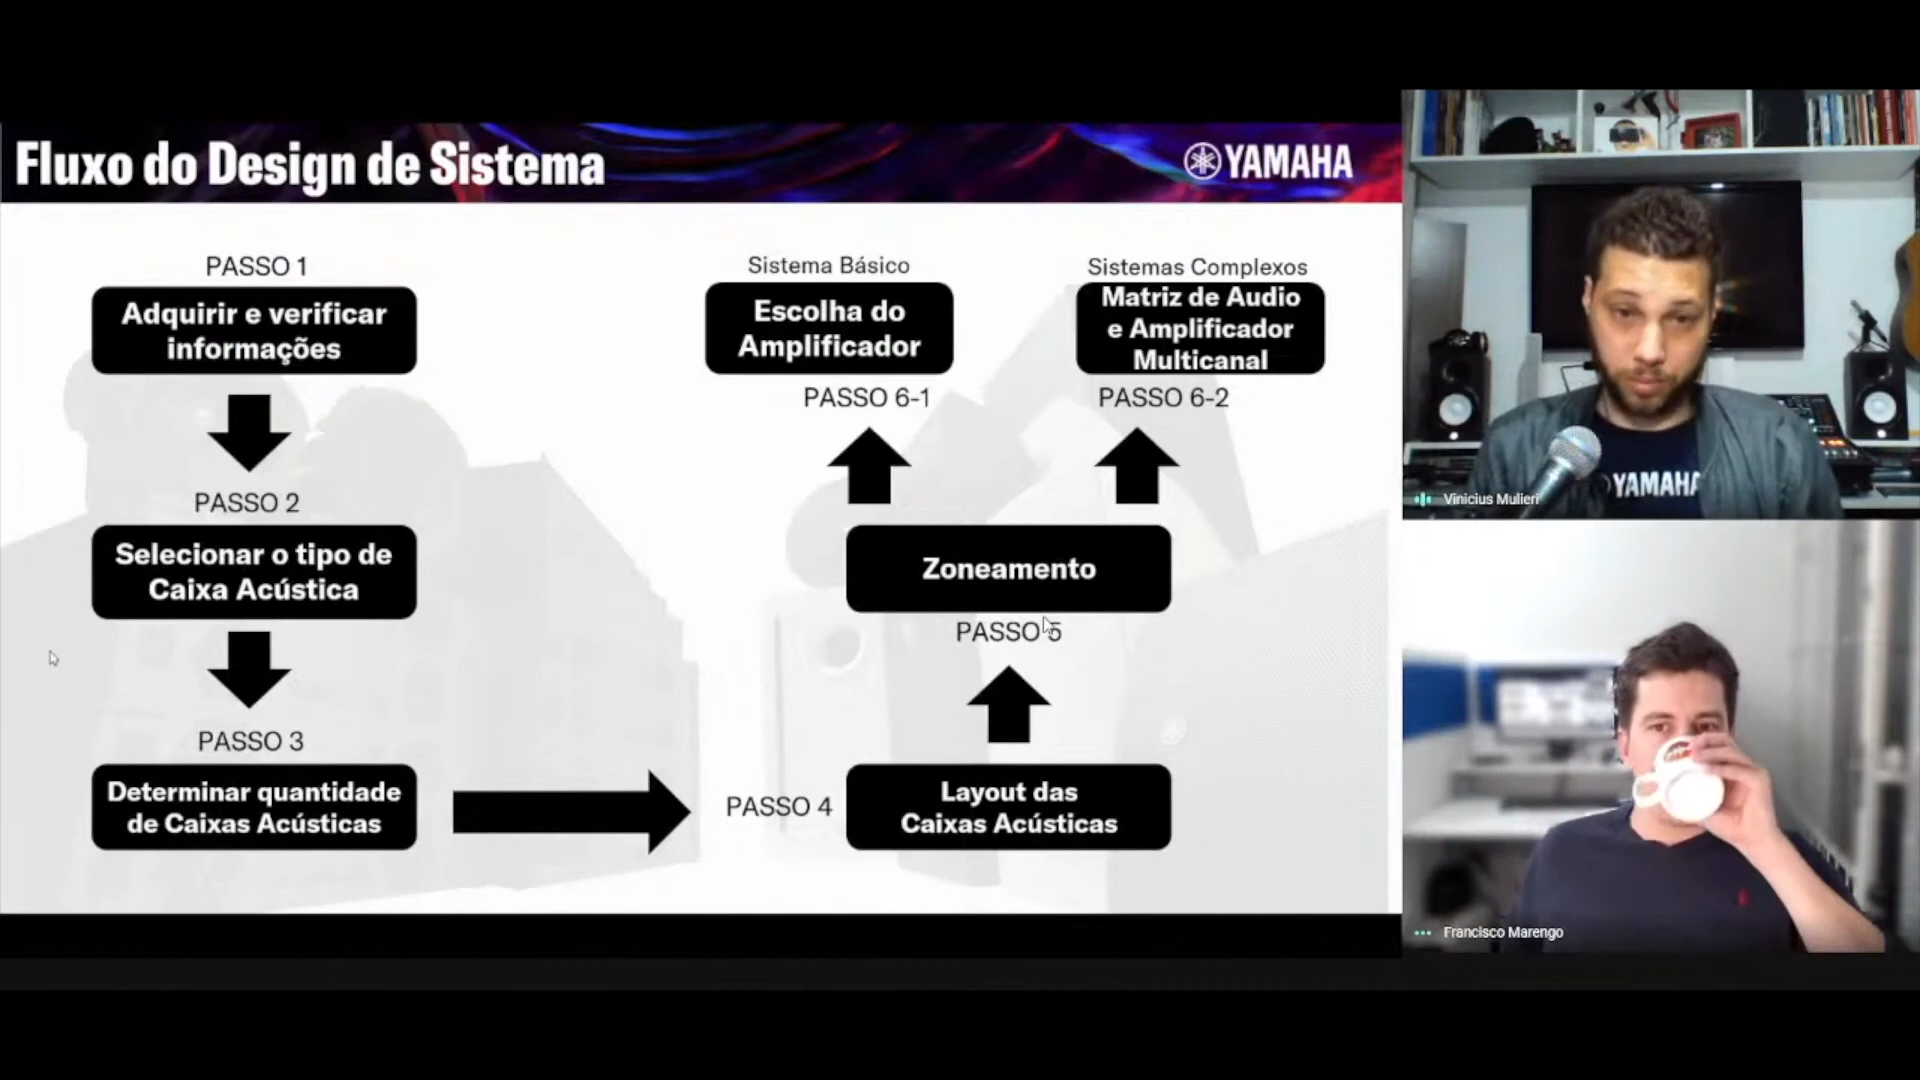 Fluxo do Design de Sistema
YAMAHA
PASSO 1
Adquirir e verificar
informações
PASSO 2
Selecionar o tipo de
Caixa Acústica
PASSO 3
Determinar quantidade
de Caixas Acústicas
PASSO 4
Layout das
Caixas Acústicas
PASSO 5
Zoneamento
Sistema Básico
Escolha do
Amplificador
PASSO 6-1
Sistemas Complexos
Matriz de Audio
e Amplificador
Multicanal
PASSO 6-2
YAMAHA
Vinicius Mulieri
Francisco Marengo